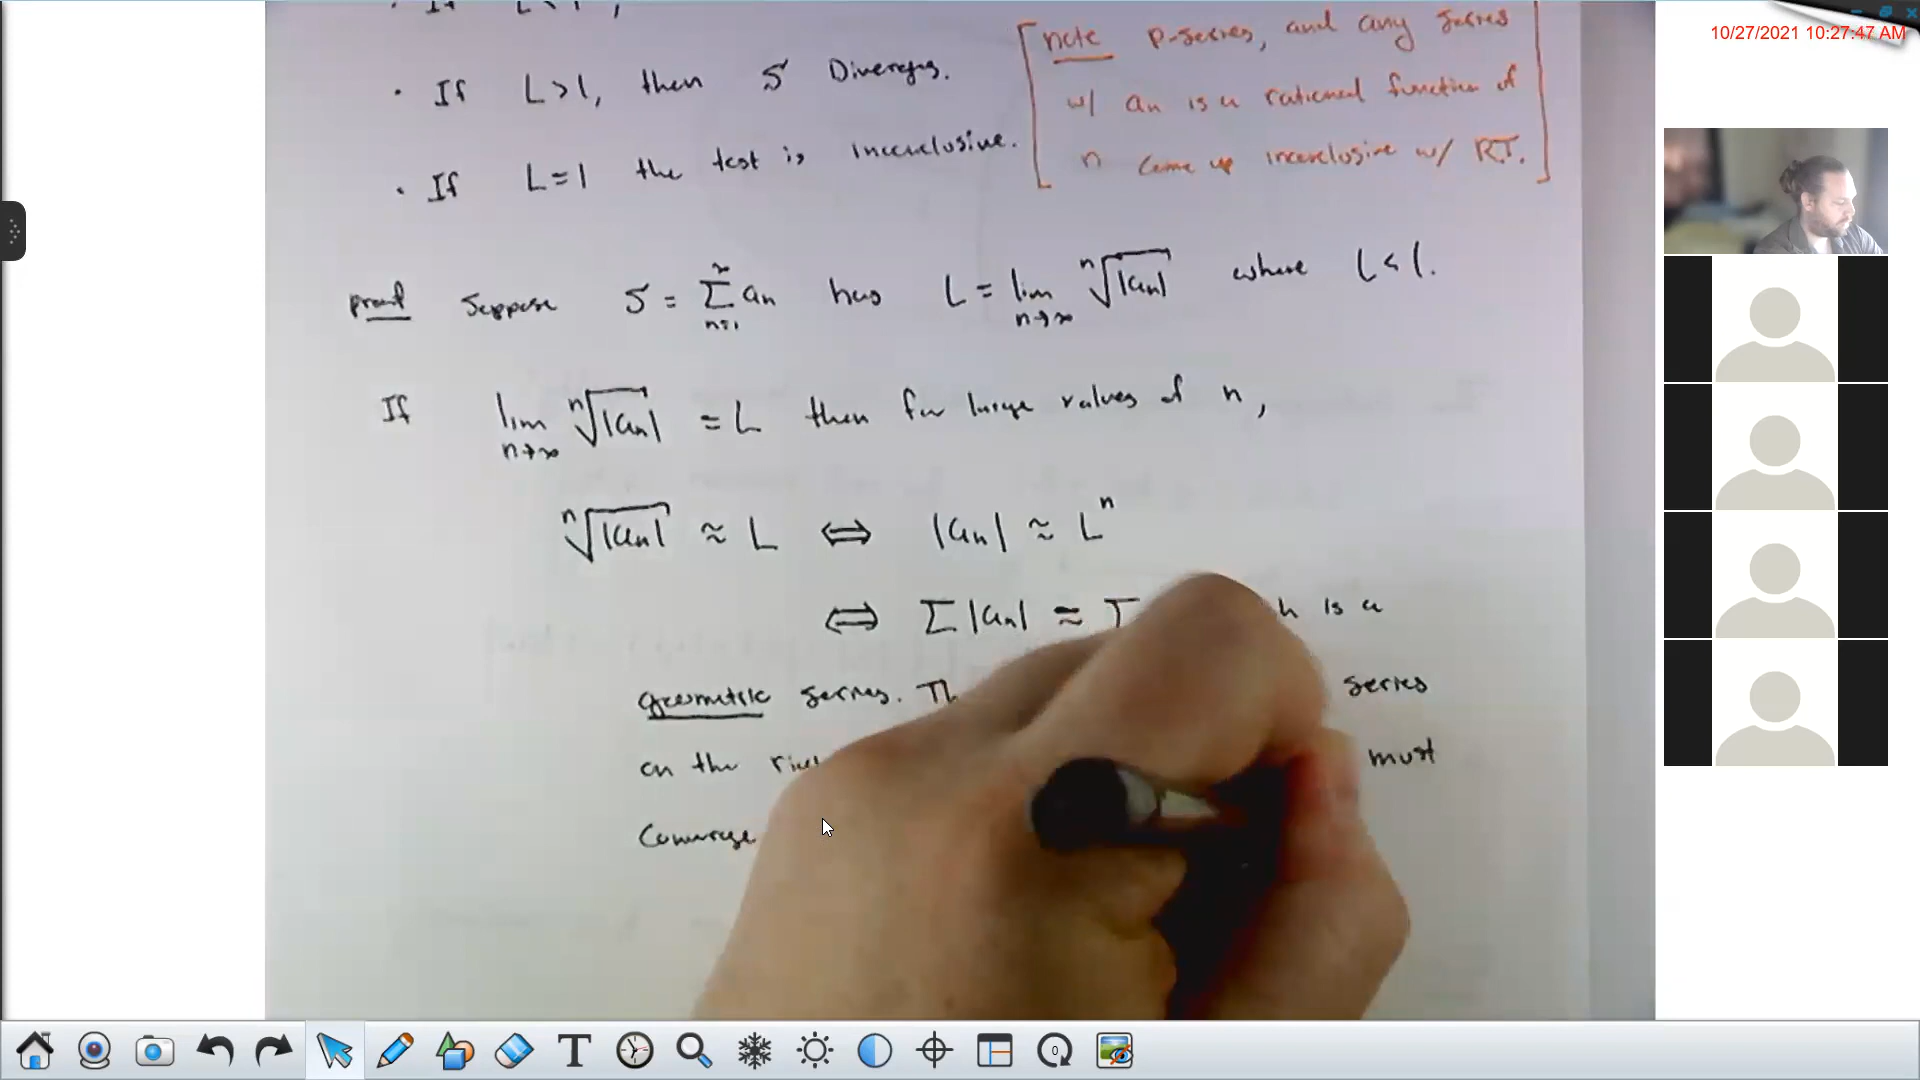 10/27/2021 10:27:47 AM
note p-series, and any series
w/ an is a rational function of
n come up inconclusive w/ RT.
· If L>1, then S Diverges.
· If L=1 the test is inconclusive.
proof Suppose S = ∑ₙ₌₁^∞ an has L = lim n→∞ ⁿ√|an| where L<1.
If lim n→∞ ⁿ√|an| = L then for large values of n,
ⁿ√|an| ≈ L ⟺ |an| ≈ Lⁿ
⟺ ∑|an| ≈ ∑ is a
geometric series. series
on the must
Converge
0